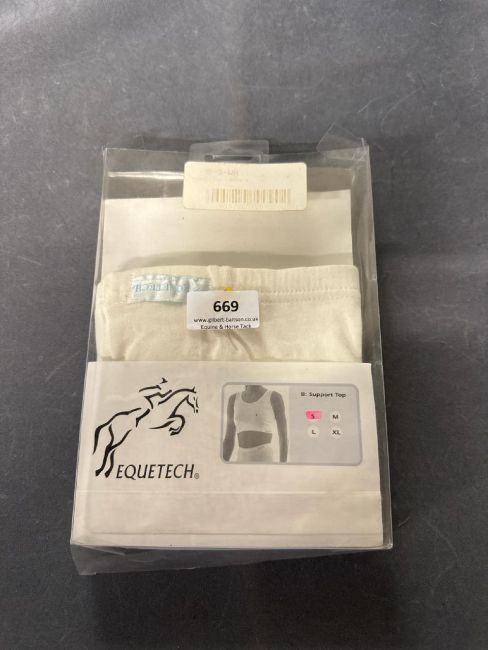 669
www.gilbert-baitson.co.uk
Equine & Horse Tack
B: Support Top
S M
L XL
EQUETECH®